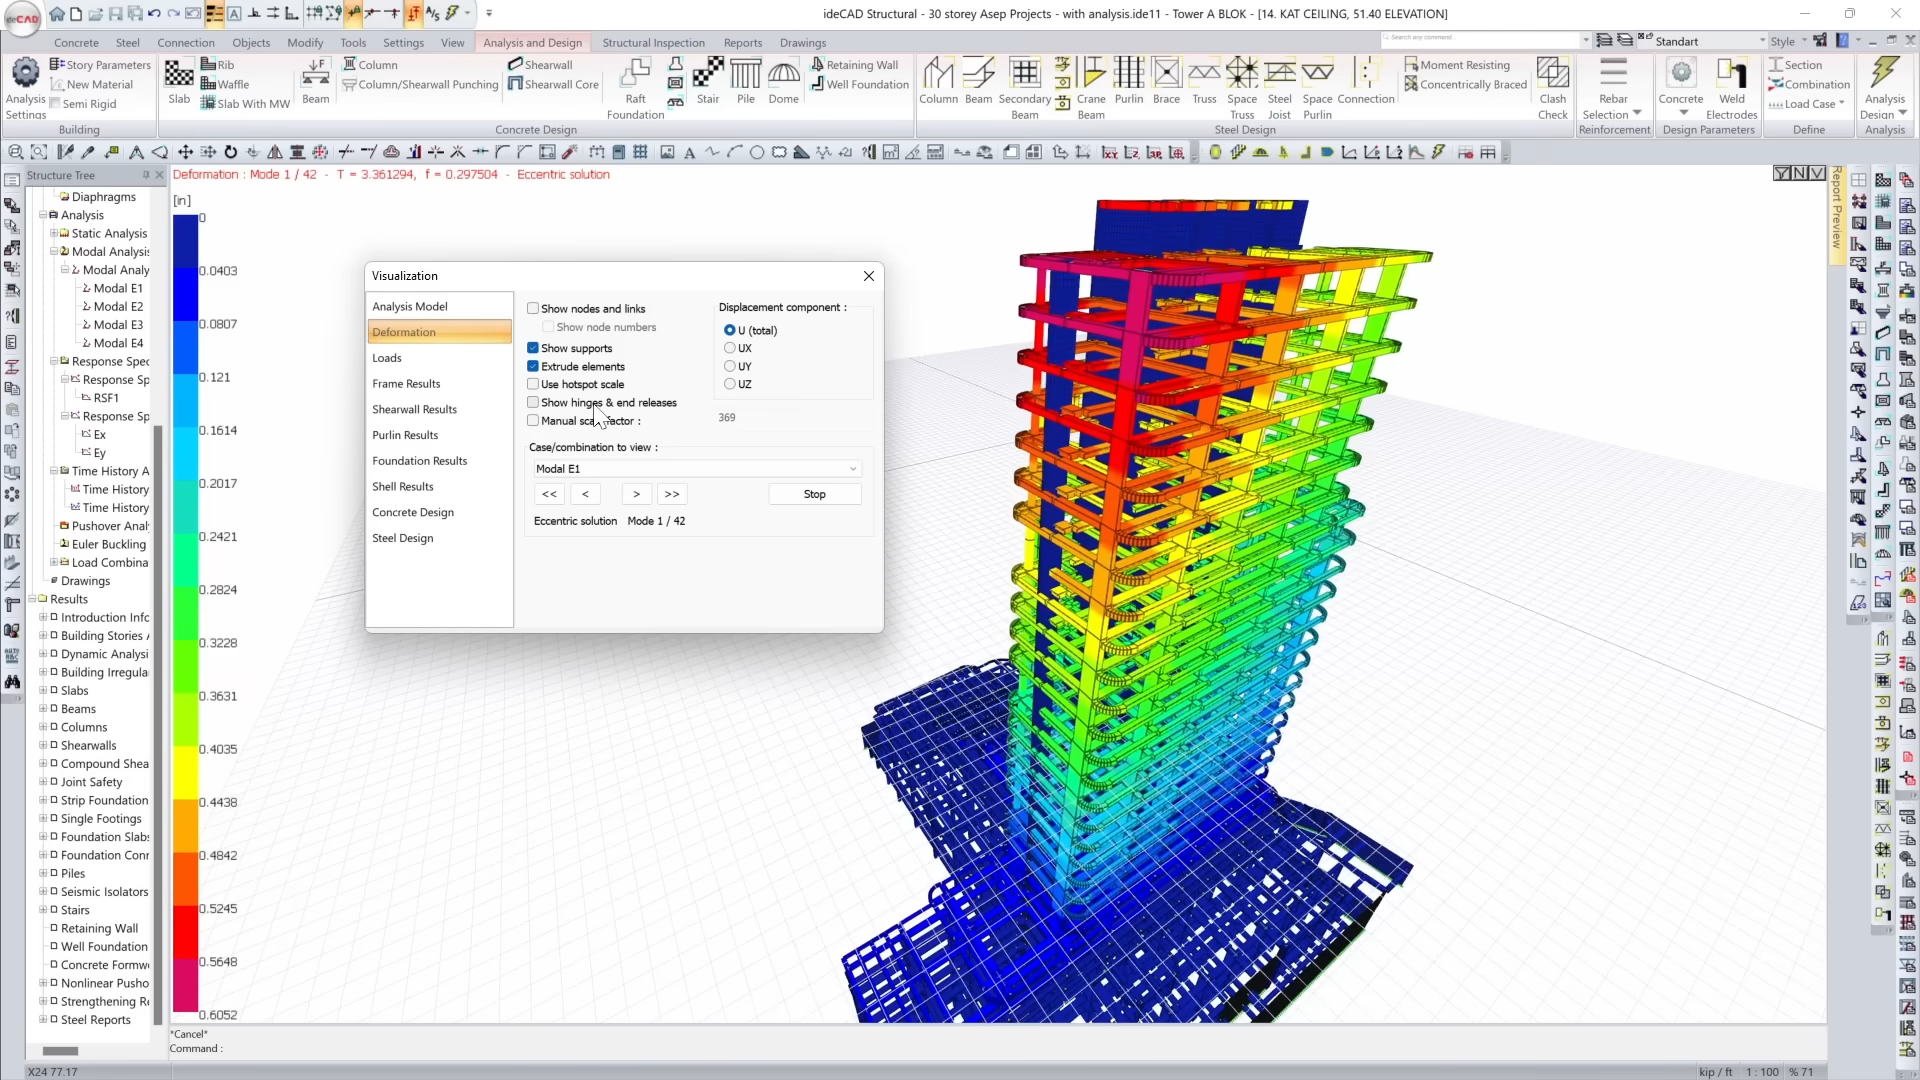 ideCAD
ideCAD Structural - 30 storey Asep Projects - with analysis.ide11 - Tower A BLOK - [14. KAT CEILING, 51.40 ELEVATION]
Concrete Steel Connection Objects Modify Tools Settings View Analysis and Design Structural Inspection Reports Drawings
Search any command... Standart Style
Analysis Settings
Story Parameters
New Material
Semi Rigid
Building
Slab
Rib
Waffle
Slab With MW
Beam
Column
Column/Shearwall Punching
Shearwall
Shearwall Core
Raft
Foundation
Stair
Pile
Dome
Retaining Wall
Well Foundation
Concrete Design
Column
Beam
Secondary Beam
Crane Beam
Purlin
Brace
Truss
Space Truss
Steel Joist
Space Purlin
Connection
Moment Resisting
Concentrically Braced
Clash Check
Steel Design
Rebar Selection
Reinforcement
Concrete
Weld Electrodes
Design Parameters
Section
Combination
Load Case
Define
Analysis Design
Analysis
Structure Tree
Diaphragms
Analysis
Static Analysis
Modal Analysis
Modal Analy
Modal E1
Modal E2
Modal E3
Modal E4
Response Spec
Response Sp
RSF1
Response Sp
Ex
Ey
Time History A
Time History
Time History
Pushover Anal
Euler Buckling
Load Combina
Drawings
Results
Introduction Info
Building Stories
Dynamic Analysi
Building Irregula
Slabs
Beams
Columns
Shearwalls
Compound Shea
Joint Safety
Strip Foundation
Single Footings
Foundation Slabs
Foundation Conn
Piles
Seismic Isolators
Stairs
Retaining Wall
Well Foundation
Concrete Formw
Nonlinear Pusho
Strengthening Re
Steel Reports
Deformation : Mode 1 / 42 - T = 3.361294, f = 0.297504 - Eccentric solution
[in]
0
0.0403
0.0807
0.121
0.1614
0.2017
0.2421
0.2824
0.3228
0.3631
0.4035
0.4438
0.4842
0.5245
0.5648
0.6052
Visualization
Analysis Model
Deformation
Loads
Frame Results
Shearwall Results
Purlin Results
Foundation Results
Shell Results
Concrete Design
Steel Design
Show nodes and links
Show node numbers
Show supports
Extrude elements
Use hotspot scale
Show hinges & end releases
Manual scale factor :
Displacement component :
U (total)
UX
UY
UZ
369
Case/combination to view :
Modal E1
<< < > >> Stop
Eccentric solution Mode 1 / 42
Report Preview
*Cancel*
Command :
X24 77.17
kip / ft 1 : 100 % 71